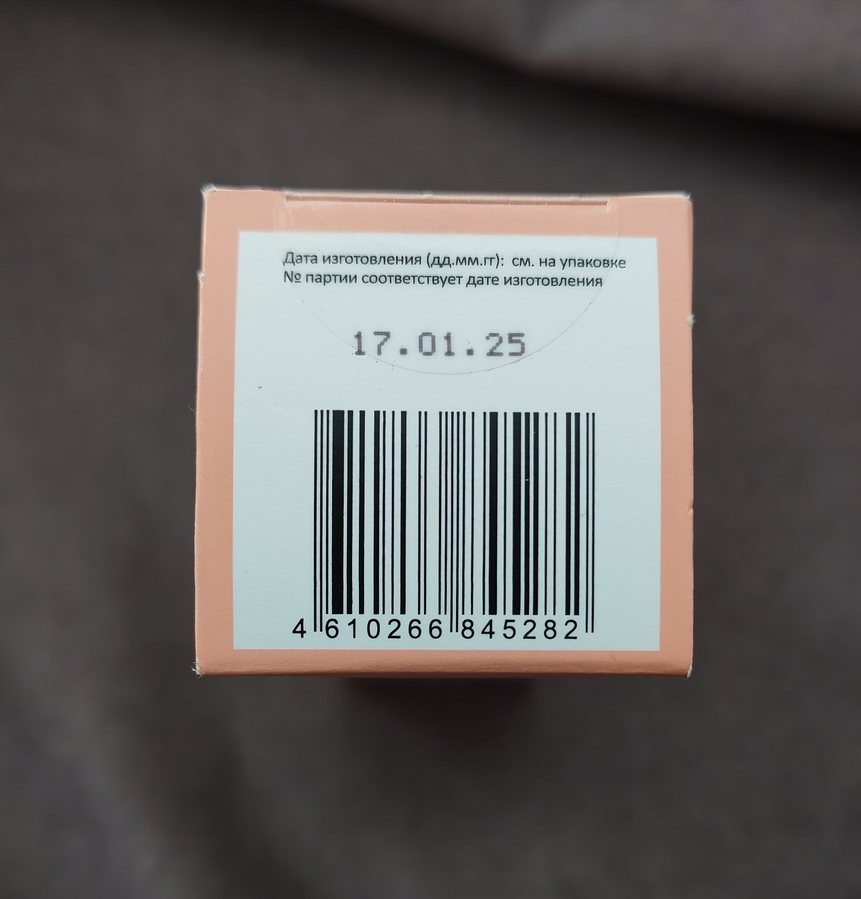 Дата изготовления (дд.мм.гг): см. на упаковке
№ партии соответствует дате изготовления
17.01.25
4 610266 845282